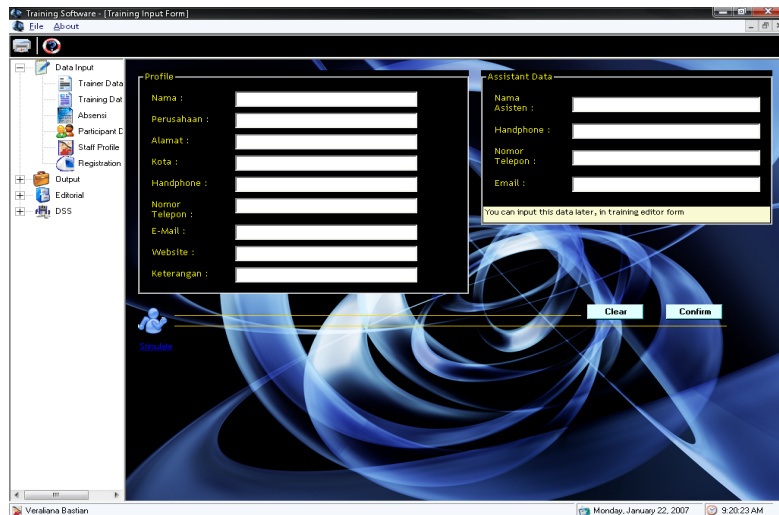 Training Software - [Training Input Form]
File About
Data Input
Trainer Data
Training Dat
Absensi
Participant D
Staff Profile
Registration
Output
Editorial
DSS
Profile
Nama :
Perusahaan :
Alamat :
Kota :
Handphone :
Nomor
Telepon :
E-Mail :
Website :
Keterangan :
Assistant Data
Nama
Asisten :
Handphone :
Nomor
Telepon :
Email :
You can input this data later, in training editor form
Clear Confirm
Simulate
Veraliana Bastian Monday, January 22, 2007 9:20:23 AM